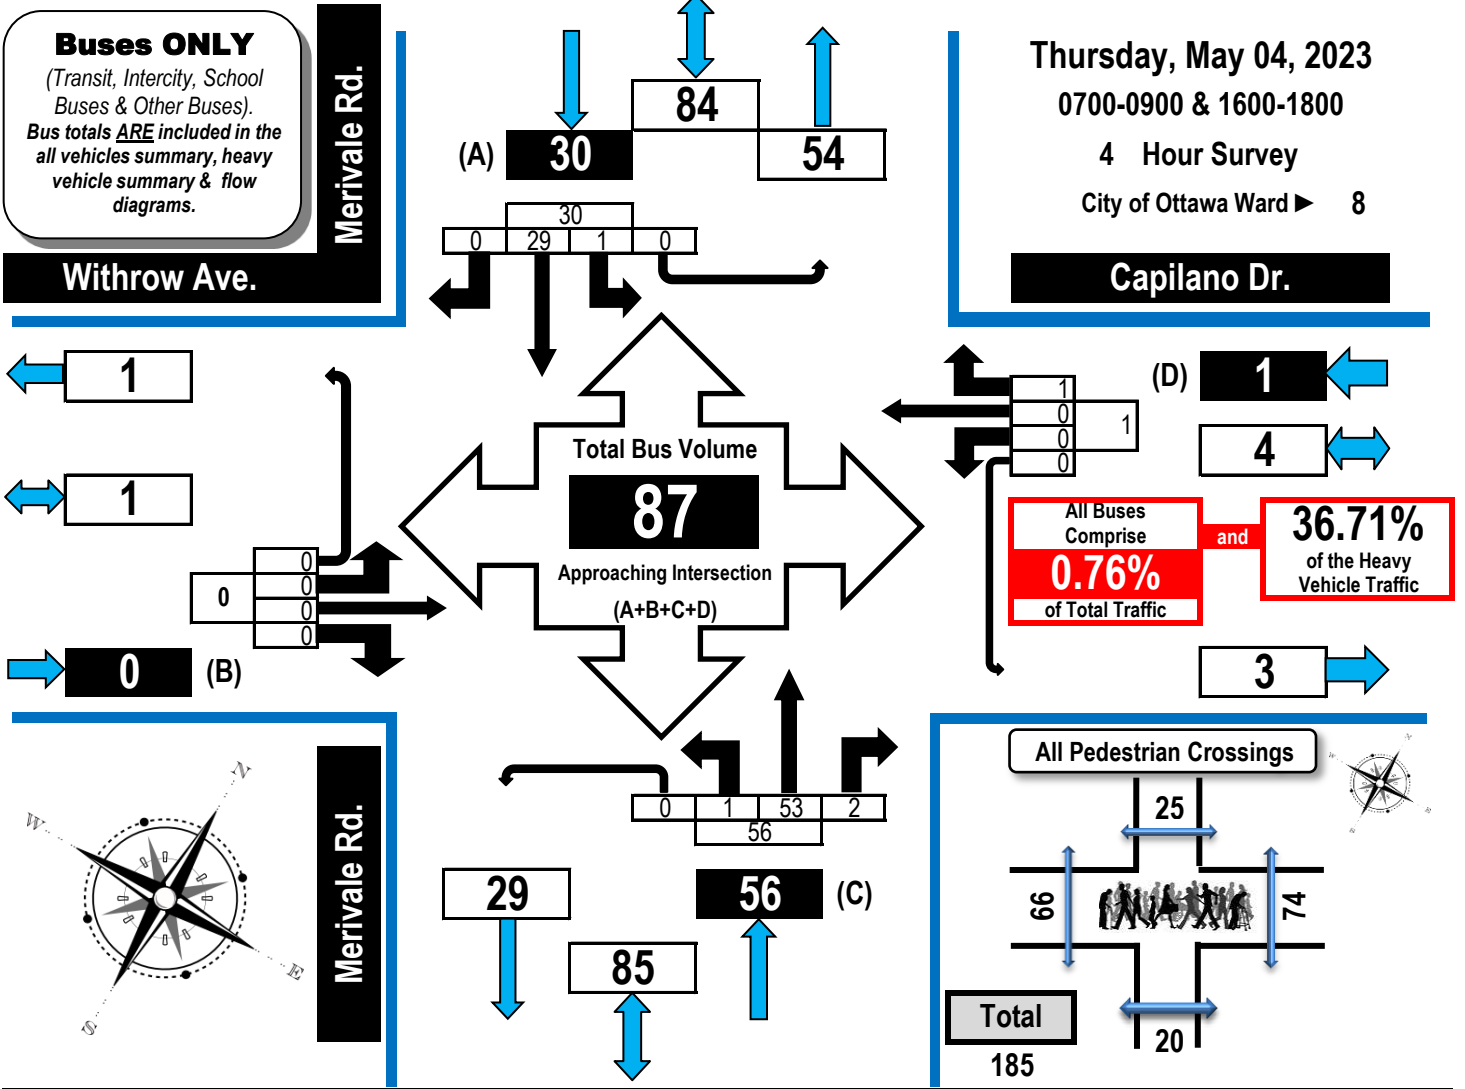 Buses ONLY
(Transit, Intercity, School
Buses & Other Buses).
Bus totals ARE included in the
all vehicles summary, heavy
vehicle summary & flow
diagrams.
Merivale Rd.
Withrow Ave.
84
(A) 30
54
30
0 29 1 0
Thursday, May 04, 2023
0700-0900 & 1600-1800
4 Hour Survey
City of Ottawa Ward ► 8
Capilano Dr.
1
1
0
0
0
0
0
0 (B)
Total Bus Volume
87
Approaching Intersection
(A+B+C+D)
(D) 1
1
0
0
0
1
4
All Buses
Comprise
0.76%
of Total Traffic
and
36.71%
of the Heavy
Vehicle Traffic
3
0 1 53 2
56
29
56 (C)
85
Merivale Rd.
N
W
E
S
All Pedestrian Crossings
N
W
E
S
25
66
74
20
Total
185